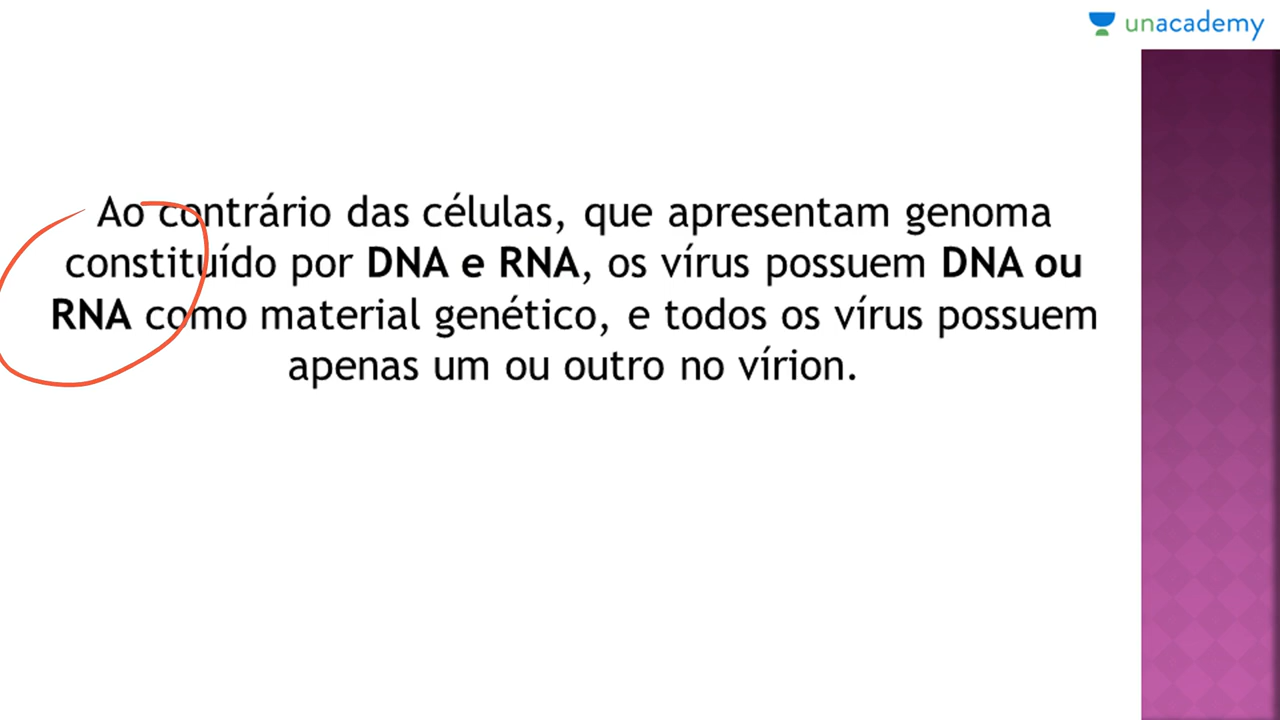 unacademy
Ao contrário das células, que apresentam genoma
constituído por DNA e RNA, os vírus possuem DNA ou
RNA como material genético, e todos os vírus possuem
apenas um ou outro no vírion.